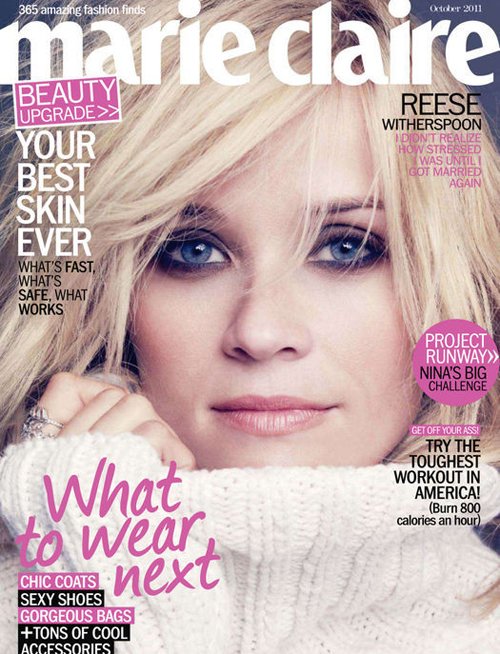 365 amazing fashion finds
October 2011
marie claire
BEAUTY
UPGRADE>>
YOUR
BEST
SKIN
EVER
WHAT'S FAST,
WHAT'S
SAFE, WHAT
WORKS
REESE
WITHERSPOON
I DIDN'T REALIZE
HOW STRESSED
I WAS UNTIL I
GOT MARRIED
AGAIN
PROJECT
RUNWAY>>
NINA'S BIG
CHALLENGE
GET OFF YOUR ASS!
TRY THE
TOUGHEST
WORKOUT IN
AMERICA!
(Burn 800
calories an hour)
What
to wear
next
CHIC COATS
SEXY SHOES
GORGEOUS BAGS
+TONS OF COOL
ACCESSORIES